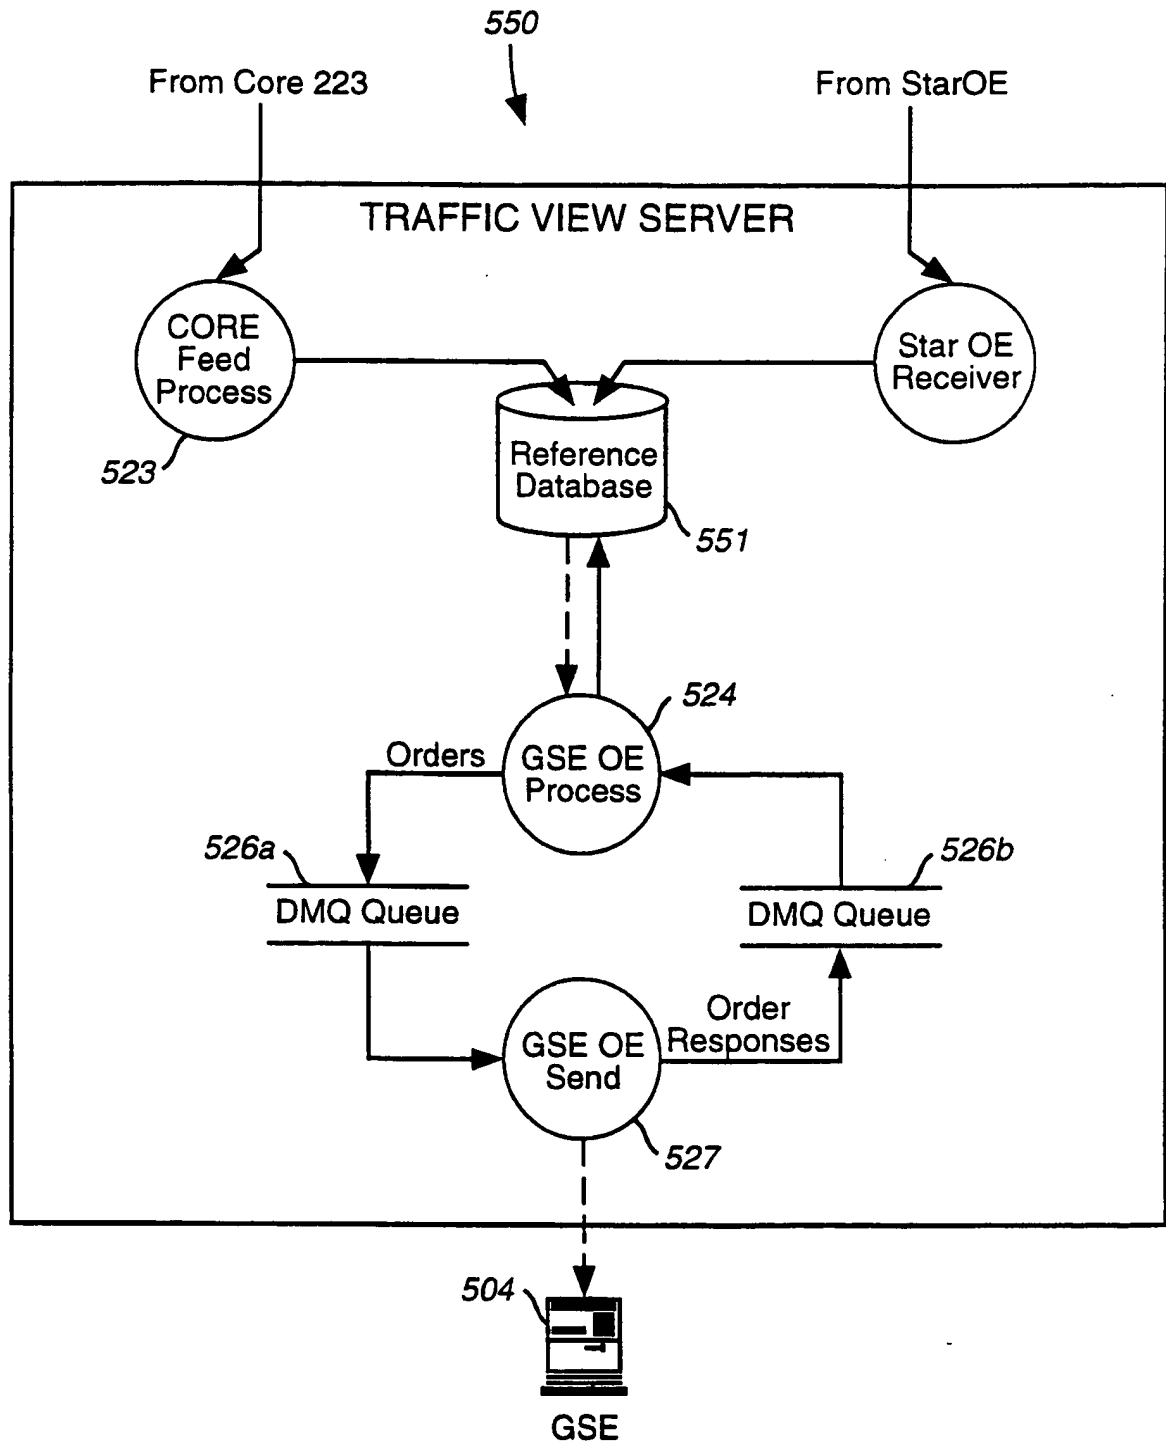 550
From Core 223
From StarOE
TRAFFIC VIEW SERVER
CORE
Feed
Process
523
Star OE
Receiver
Reference
Database
551
524
GSE OE
Process
Orders
526a
DMQ Queue
526b
DMQ Queue
GSE OE
Send
Order
Responses
527
504
GSE